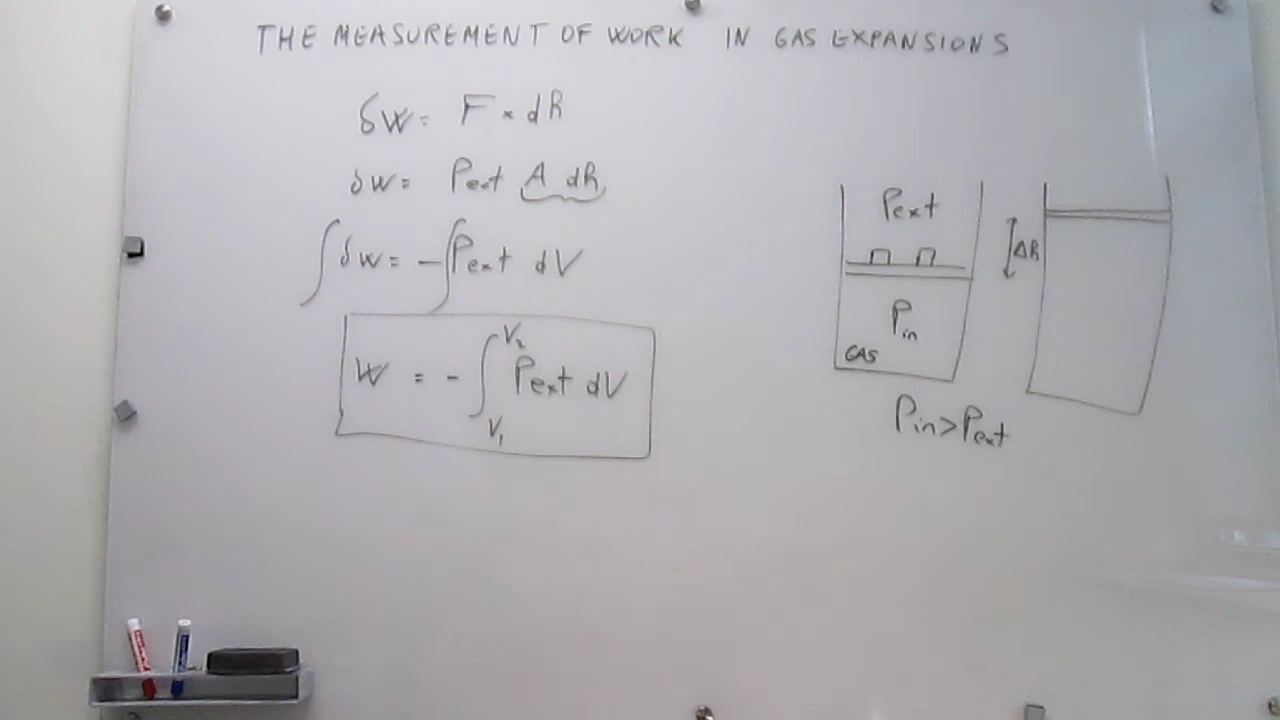 THE MEASUREMENT OF WORK IN GAS EXPANSIONS
δW = F × dh
δW = Pext A dh
∫ δW = -∫ Pext dV
W = - ∫ V₁ V₂ Pext dV
Pext
Pin
GAS
Pin > Pext
Δh